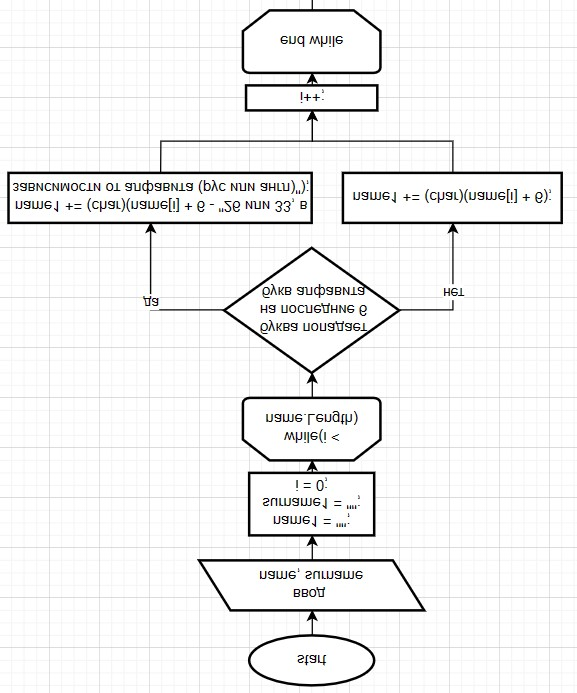 start
ввод
name, surname
name1 = "";
surname1 = "";
i = 0;
while(i <
name.Length)
буква попадает
на последние 6
букв алфавита
да
нет
name1 += (char)(name[i] + 6 - "26 или 33, в
зависимости от алфавита (рус или англ)");
name1 += (char)(name[i] + 6);
i++;
end while